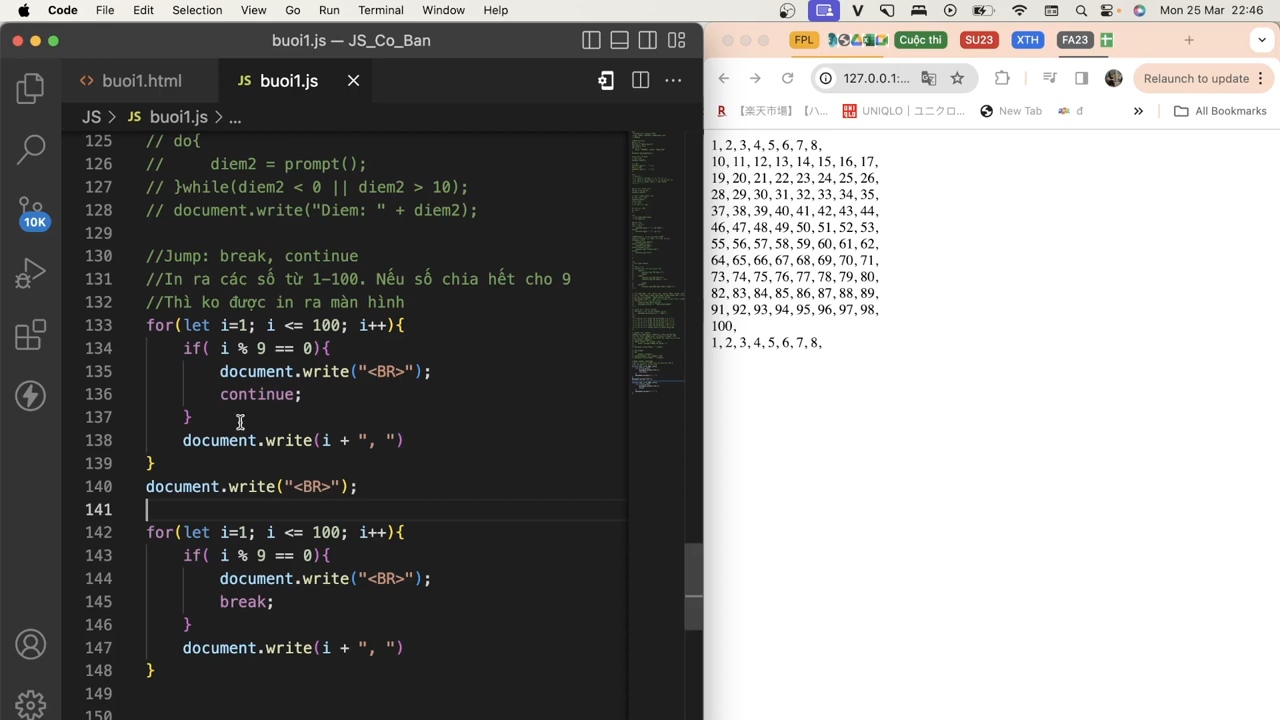 Code File Edit Selection View Go Run Terminal Window Help Mon 25 Mar 22:46
buoi1.js — JS_Co_Ban
FPL Cuộc thi SU23 XTH FA23
buoi1.html JS buoi1.js
127.0.0.1:... Relaunch to update
JS > JS buoi1.js > ...
【楽天市場】【ハ... UNIQLO | ユニクロ... New Tab đ » All Bookmarks
125 // do{
126 //     diem2 = prompt();
127 // }while(diem2 < 0 || diem2 > 10);
128 // document.write("Diem: " + diem2);
129
130 //Jump: break, continue
131 //In ra các số từ 1-100. Nếu số chia hết cho 9
132 //Thì ko được in ra màn hình
133 for(let i=1; i <= 100; i++){
134     if( i % 9 == 0){
135         document.write("<BR>");
136         continue;
137     }
138     document.write(i + ", ")
139 }
140 document.write("<BR>");
141
142 for(let i=1; i <= 100; i++){
143     if( i % 9 == 0){
144         document.write("<BR>");
145         break;
146     }
147     document.write(i + ", ")
148 }
149
150
10K
1, 2, 3, 4, 5, 6, 7, 8,
10, 11, 12, 13, 14, 15, 16, 17,
19, 20, 21, 22, 23, 24, 25, 26,
28, 29, 30, 31, 32, 33, 34, 35,
37, 38, 39, 40, 41, 42, 43, 44,
46, 47, 48, 49, 50, 51, 52, 53,
55, 56, 57, 58, 59, 60, 61, 62,
64, 65, 66, 67, 68, 69, 70, 71,
73, 74, 75, 76, 77, 78, 79, 80,
82, 83, 84, 85, 86, 87, 88, 89,
91, 92, 93, 94, 95, 96, 97, 98,
100,
1, 2, 3, 4, 5, 6, 7, 8,